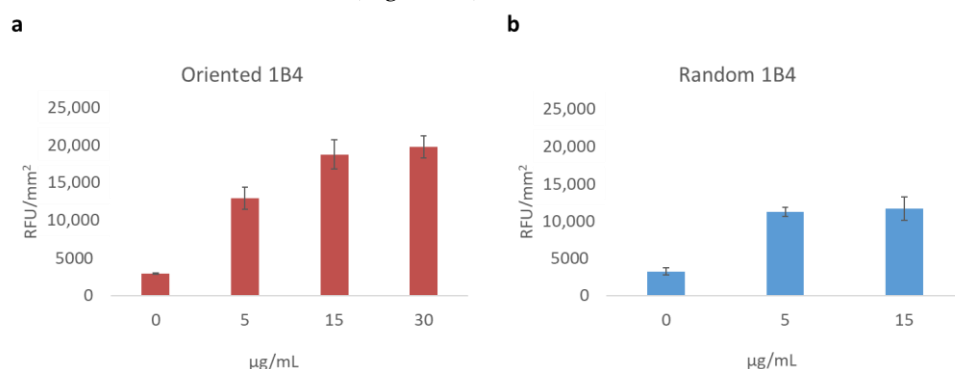 a
Oriented 1B4
25,000
20,000
15,000
10,000
5000
0
RFU/mm²
0 5 15 30
µg/mL
b
Random 1B4
25,000
20,000
15,000
10,000
5000
0
RFU/mm²
0 5 15
µg/mL